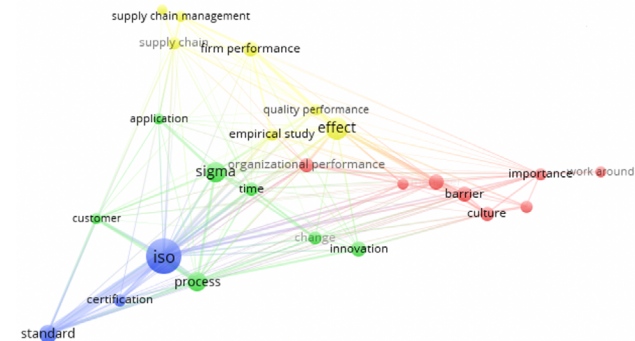 supply chain management
supply chain
firm performance
quality performance
application
empirical study
effect
organizational performance
sigma
importance
work around
time
barrier
culture
customer
change
innovation
iso
process
certification
standard